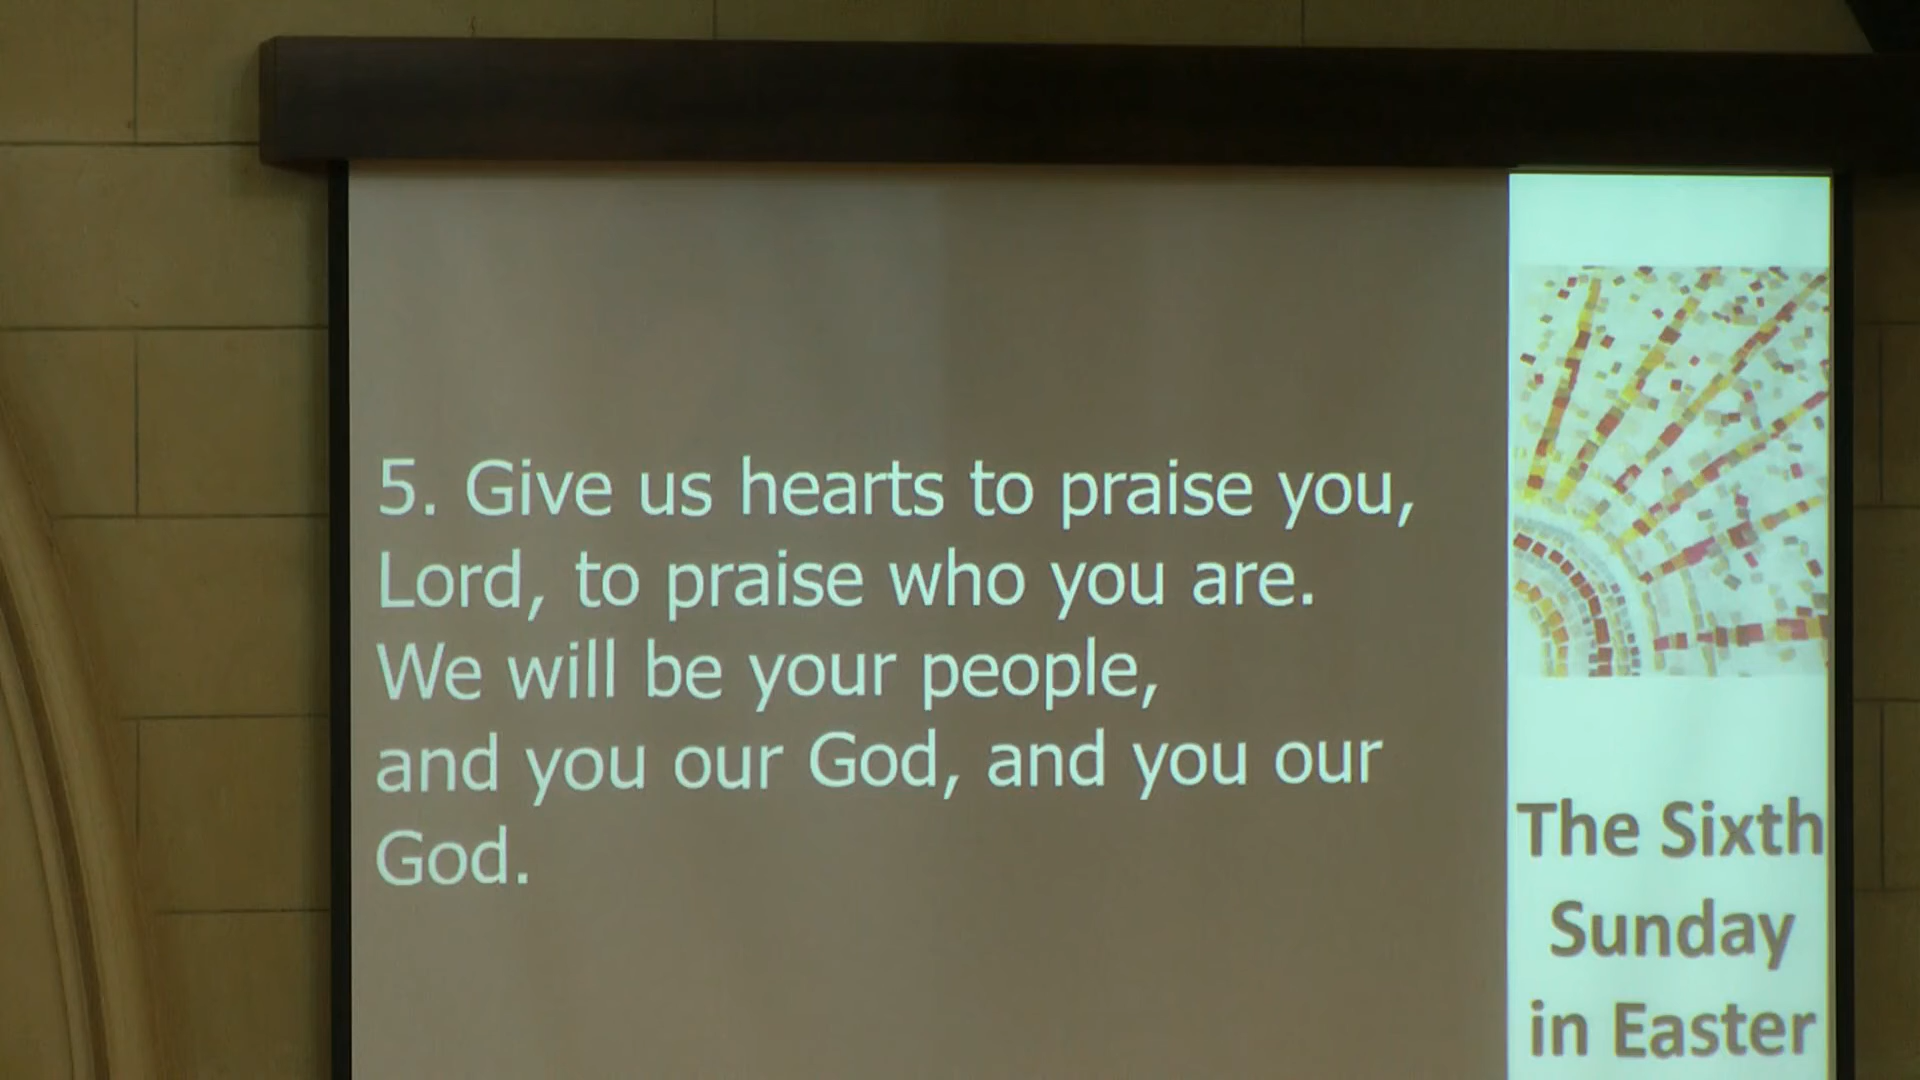 5. Give us hearts to praise you,
Lord, to praise who you are.
We will be your people,
and you our God, and you our
God.
The Sixth
Sunday
in Easter